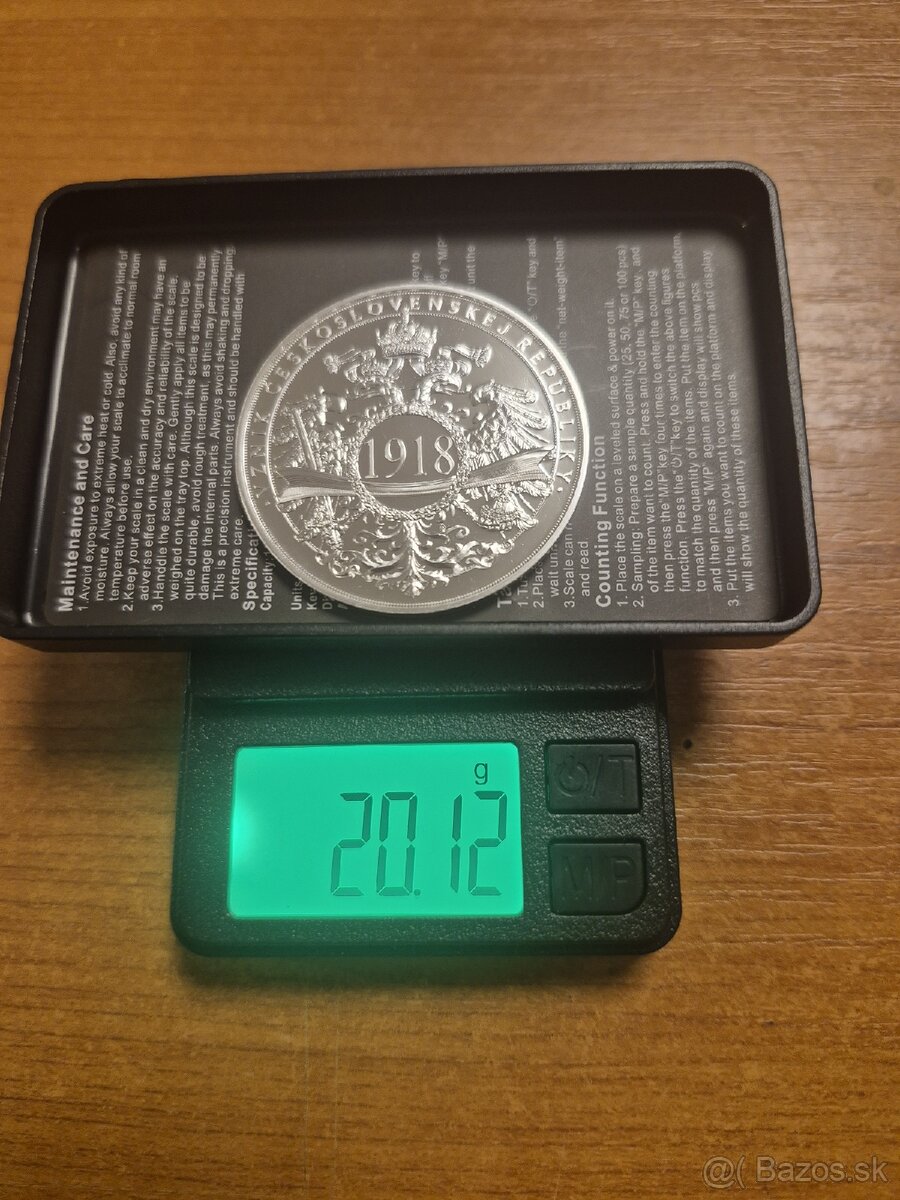 Maintenance and Care
1.Avoid exposure to extreme heat or cold. Also, avoid any kind of
moisture. Always allow your scale to acclimate to normal room
temperature before use.
2.Keep your scale in a clean and dry environment may have an
adverse effect on the accuracy and reliability of the scale.
3.Handdle the scale with care. Gently apply all items to be
weighed on the tray top. Although, this scale is designed to be
quite durable, avoid rough treatment, as this may permanently
damage the internal parts. Always avoid shaking and dropping.
This is a precision instrument and should be handled with
extreme care.
VZNIK ČESKOSLOVENSKEJ REPUBLIKY
1918
3.Scale can
and read
Counting Function
1. Place the scale on a leveled surface & power on it.
2. Sampling. Prepare a sample quantity (25, 50, 75 or 100 pcs)
of the item want to count. Press and hold the "M/P" key, and
then press the "M/P" key four times to enter the counting
function. Press the "⏻/T" key to switch the above figures
to match the quantity of the items. Put the item on the platform,
and then press "M/P" again and display will show pcs
3. Put the items you want to count on the platform and display
will show the quantity of these items.
g
20.12
⏻/T
M/P
@( Bazos.sk